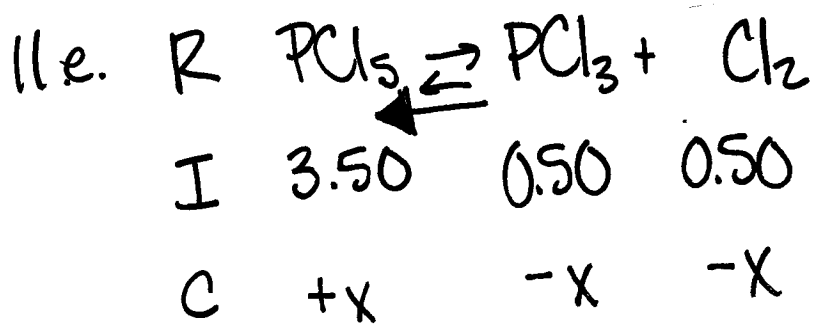 11e. R PCl₅ ⇌ PCl₃ + Cl₂
I 3.50 0.50 0.50
C +x -x -x